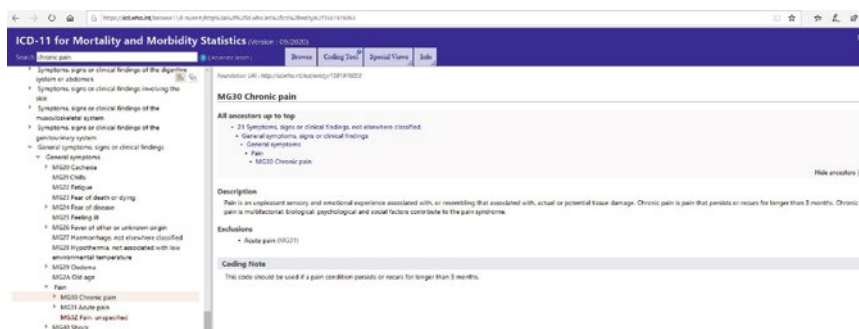 ICD-11 for Mortality and Morbidity Statistics (Version : 09/2020)
Search chronic pain [Advanced Search] Browse Coding Tool Special Views Info
Symptoms, signs or clinical findings of the digestive
system or abdomen
Symptoms, signs or clinical findings involving the
skin
Symptoms, signs or clinical findings of the
musculoskeletal system
Symptoms, signs or clinical findings of the
genitourinary system
General symptoms, signs or clinical findings
General symptoms
MG20 Cachexia
MG21 Chills
MG22 Fatigue
MG23 Fear of death or dying
MG24 Fear of disease
MG25 Feeling ill
MG26 Fever of other or unknown origin
MG27 Haemorrhage, not elsewhere classified
MG28 Hypothermia, not associated with low
environmental temperature
MG29 Oedema
MG2A Old age
Pain
MG30 Chronic pain
MG31 Acute pain
MG32 Pain, unspecified
MG40 Shock
Foundation URI :
MG30 Chronic pain
All ancestors up to top
21 Symptoms, signs or clinical findings, not elsewhere classified
General symptoms, signs or clinical findings
General symptoms
Pain
MG30 Chronic pain
Hide ancestors
Description
Pain is an unpleasant sensory and emotional experience associated with, or resembling that associated with, actual or potential tissue damage. Chronic pain is pain that persists or recurs for longer than 3 months. Chronic
pain is multifactorial: biological, psychological and social factors contribute to the pain syndrome.
Exclusions
Acute pain (MG31)
Coding Note
This code should be used if a pain condition persists or recurs for longer than 3 months.